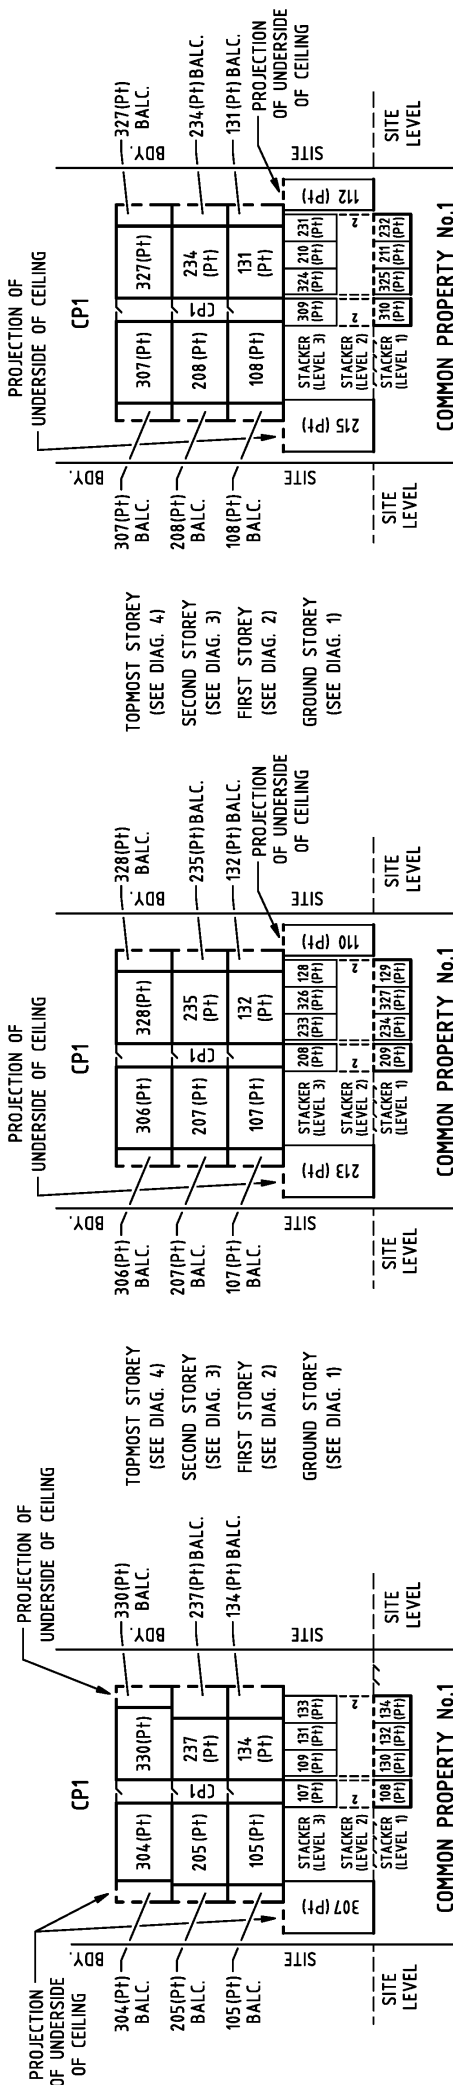 PROJECTION
OF UNDERSIDE
OF CEILING
PROJECTION OF
UNDERSIDE OF CEILING
CP1
304(Pt)
BALC.
205(Pt)
BALC.
105(Pt)
BALC.
BDY.
SITE
304(Pt)
330(Pt)
205(Pt)
CP1
237
(Pt)
105(Pt)
134
(Pt)
330(Pt)
BALC.
237(Pt) BALC.
134(Pt) BALC.
BDY.
SITE
307 (Pt)
STACKER
(LEVEL 3)
STACKER
(LEVEL 2)
STACKER
(LEVEL 1)
107
(Pt)
109
(Pt)
131
(Pt)
133
(Pt)
2
2
108
(Pt)
130
(Pt)
132
(Pt)
134
(Pt)
SITE
LEVEL
SITE
LEVEL
COMMON PROPERTY No.1
TOPMOST STOREY
(SEE DIAG. 4)
SECOND STOREY
(SEE DIAG. 3)
FIRST STOREY
(SEE DIAG. 2)
GROUND STOREY
(SEE DIAG. 1)
PROJECTION OF
UNDERSIDE OF CEILING
CP1
306(Pt)
BALC.
207(Pt)
BALC.
107(Pt)
BALC.
BDY.
SITE
306(Pt)
328(Pt)
207(Pt)
CP1
235
(Pt)
107(Pt)
132
(Pt)
328(Pt)
BALC.
235(Pt) BALC.
132(Pt) BALC.
PROJECTION
OF UNDERSIDE
OF CEILING
BDY.
SITE
213 (Pt)
STACKER
(LEVEL 3)
STACKER
(LEVEL 2)
STACKER
(LEVEL 1)
208
(Pt)
233
(Pt)
326
(Pt)
128
(Pt)
110 (Pt)
2
2
209
(Pt)
234
(Pt)
327
(Pt)
129
(Pt)
SITE
LEVEL
SITE
LEVEL
COMMON PROPERTY No.1
TOPMOST STOREY
(SEE DIAG. 4)
SECOND STOREY
(SEE DIAG. 3)
FIRST STOREY
(SEE DIAG. 2)
GROUND STOREY
(SEE DIAG. 1)
PROJECTION OF
UNDERSIDE OF CEILING
CP1
307(Pt)
BALC.
208(Pt)
BALC.
108(Pt)
BALC.
BDY.
SITE
307(Pt)
327(Pt)
208(Pt)
CP1
234
(Pt)
108(Pt)
131
(Pt)
327(Pt)
BALC.
234(Pt) BALC.
131(Pt) BALC.
PROJECTION
OF UNDERSIDE
OF CEILING
BDY.
SITE
215 (Pt)
STACKER
(LEVEL 3)
STACKER
(LEVEL 2)
STACKER
(LEVEL 1)
309
(Pt)
324
(Pt)
210
(Pt)
231
(Pt)
112 (Pt)
2
2
310
(Pt)
325
(Pt)
211
(Pt)
232
(Pt)
SITE
LEVEL
SITE
LEVEL
COMMON PROPERTY No.1